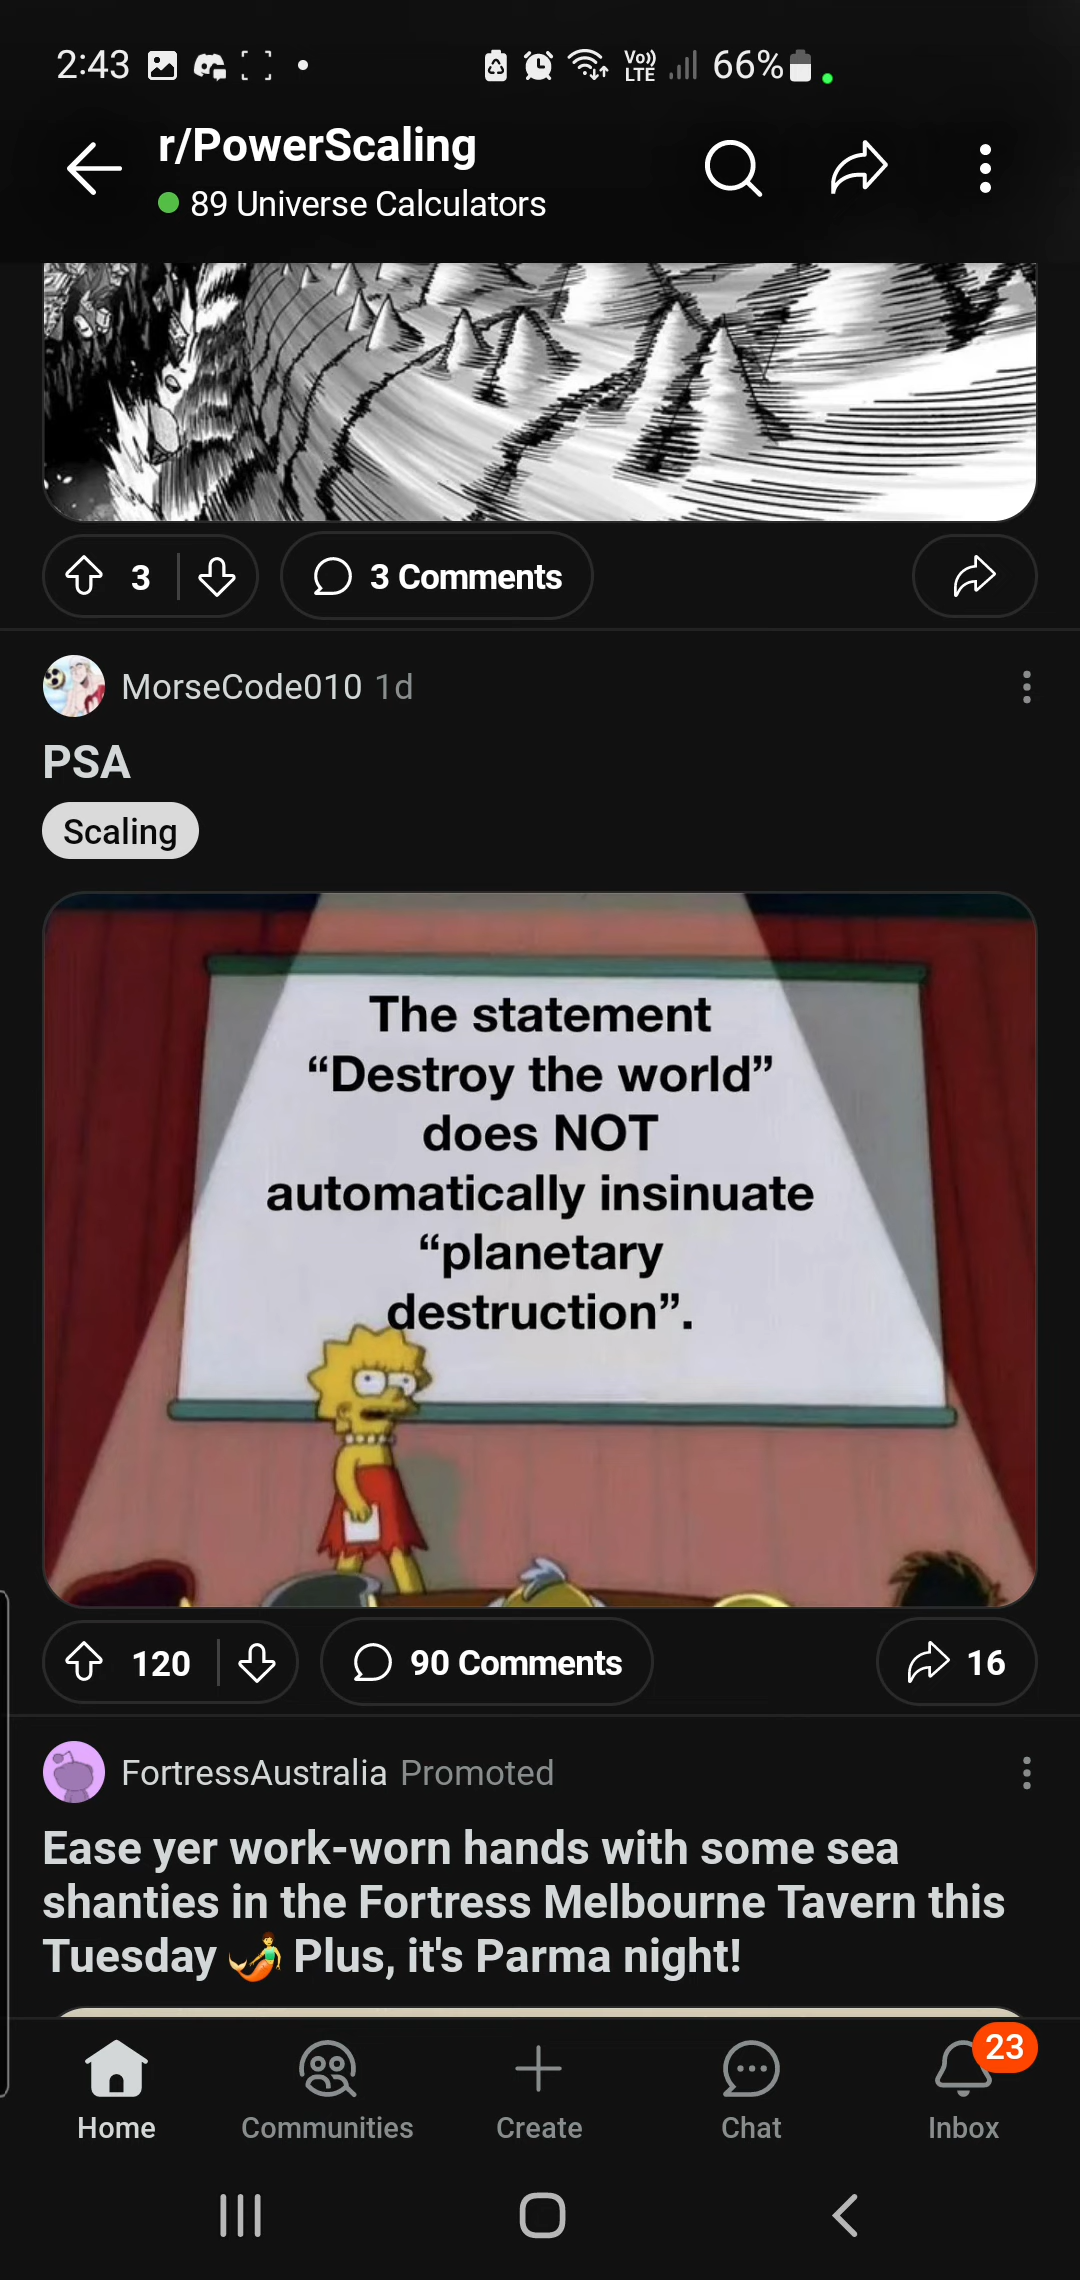 2:43
Vo)) LTE
66%
r/PowerScaling
89 Universe Calculators
3
3 Comments
MorseCode010 1d
PSA
Scaling
The statement
“Destroy the world”
does NOT
automatically insinuate
“planetary
destruction”.
120
90 Comments
16
FortressAustralia Promoted
Ease yer work-worn hands with some sea
shanties in the Fortress Melbourne Tavern this
Tuesday 🧜‍♀️ Plus, it's Parma night!
23
Home
Communities
Create
Chat
Inbox